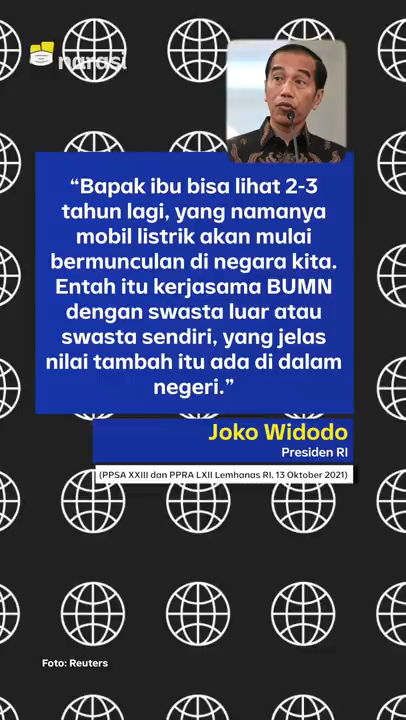 narasi
“Bapak ibu bisa lihat 2-3
tahun lagi, yang namanya
mobil listrik akan mulai
bermunculan di negara kita.
Entah itu kerjasama BUMN
dengan swasta luar atau
swasta sendiri, yang jelas
nilai tambah itu ada di dalam
negeri.”
Joko Widodo
Presiden RI
(PPSA XXIII dan PPRA LXII Lemhanas RI, 13 Oktober 2021)
Foto: Reuters